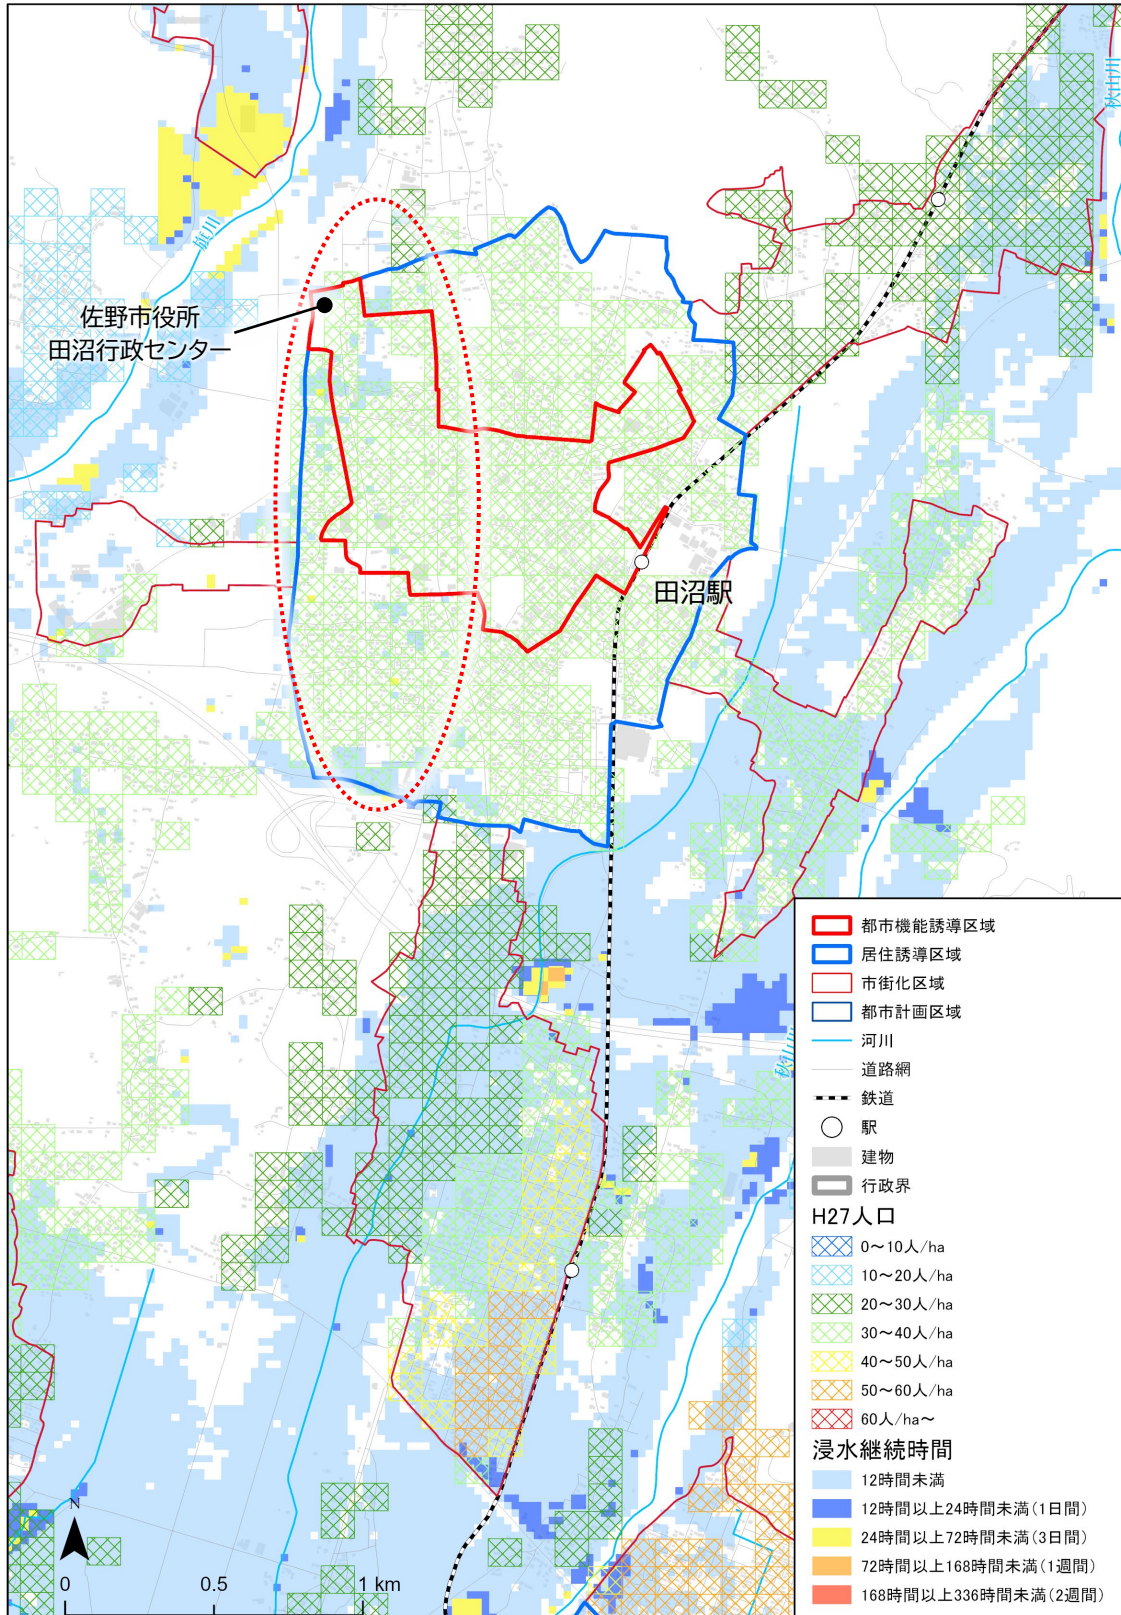 秋山川
旗川
佐野市役所
田沼行政センター
田沼駅
秋山川
都市機能誘導区域
居住誘導区域
市街化区域
都市計画区域
河川
道路網
鉄道
駅
建物
行政界
H27人口
0～10人/ha
10～20人/ha
20～30人/ha
30～40人/ha
40～50人/ha
50～60人/ha
60人/ha～
浸水継続時間
12時間未満
12時間以上24時間未満(1日間)
24時間以上72時間未満(3日間)
72時間以上168時間未満(1週間)
168時間以上336時間未満(2週間)
N
0 0.5 1 km